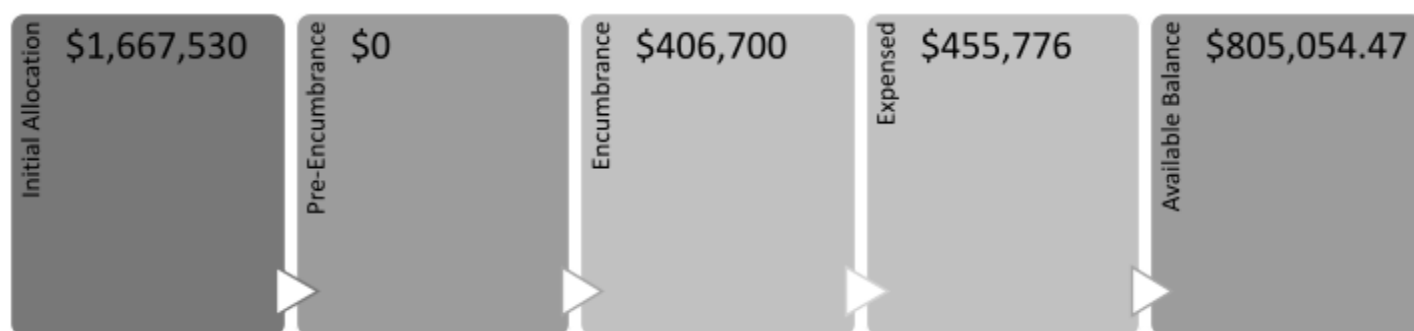 Initial Allocation
$1,667,530
Pre-Encumbrance
$0
Encumbrance
$406,700
Expensed
$455,776
Available Balance
$805,054.47